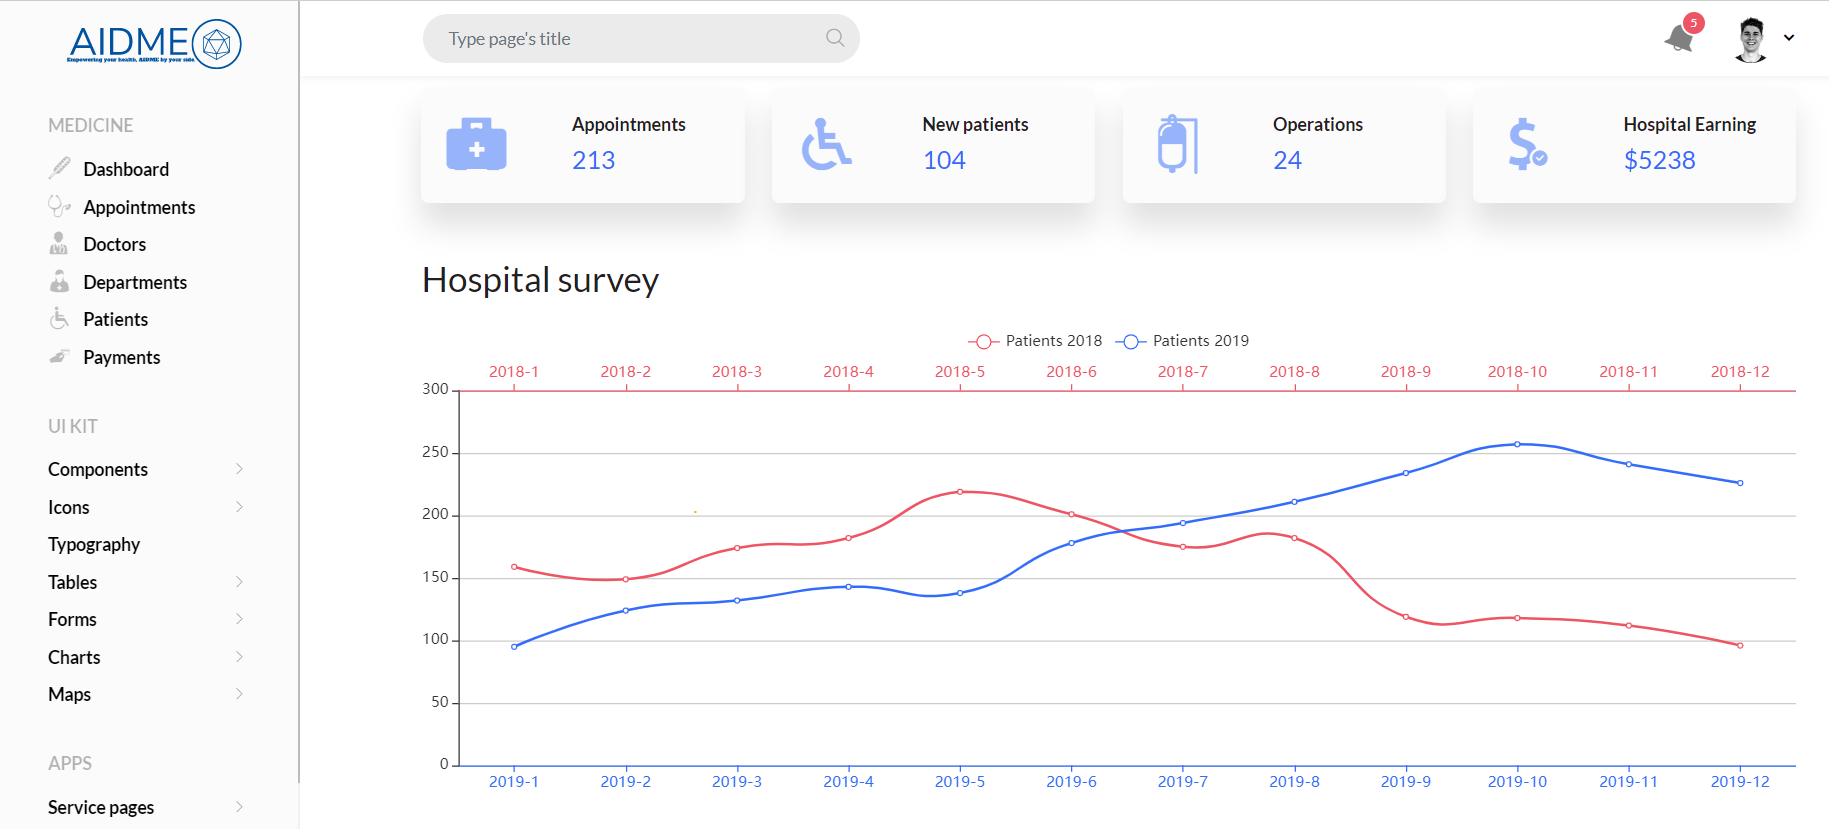 AIDME
Empowering your health, AIDME by your side.
Type page's title
5
MEDICINE
Dashboard
Appointments
Doctors
Departments
Patients
Payments
UI KIT
Components
Icons
Typography
Tables
Forms
Charts
Maps
APPS
Service pages
Appointments
213
New patients
104
Operations
24
Hospital Earning
$5238
Hospital survey
Patients 2018 Patients 2019
2018-1 2018-2 2018-3 2018-4 2018-5 2018-6 2018-7 2018-8 2018-9 2018-10 2018-11 2018-12
300
250
200
150
100
50
0
2019-1 2019-2 2019-3 2019-4 2019-5 2019-6 2019-7 2019-8 2019-9 2019-10 2019-11 2019-12